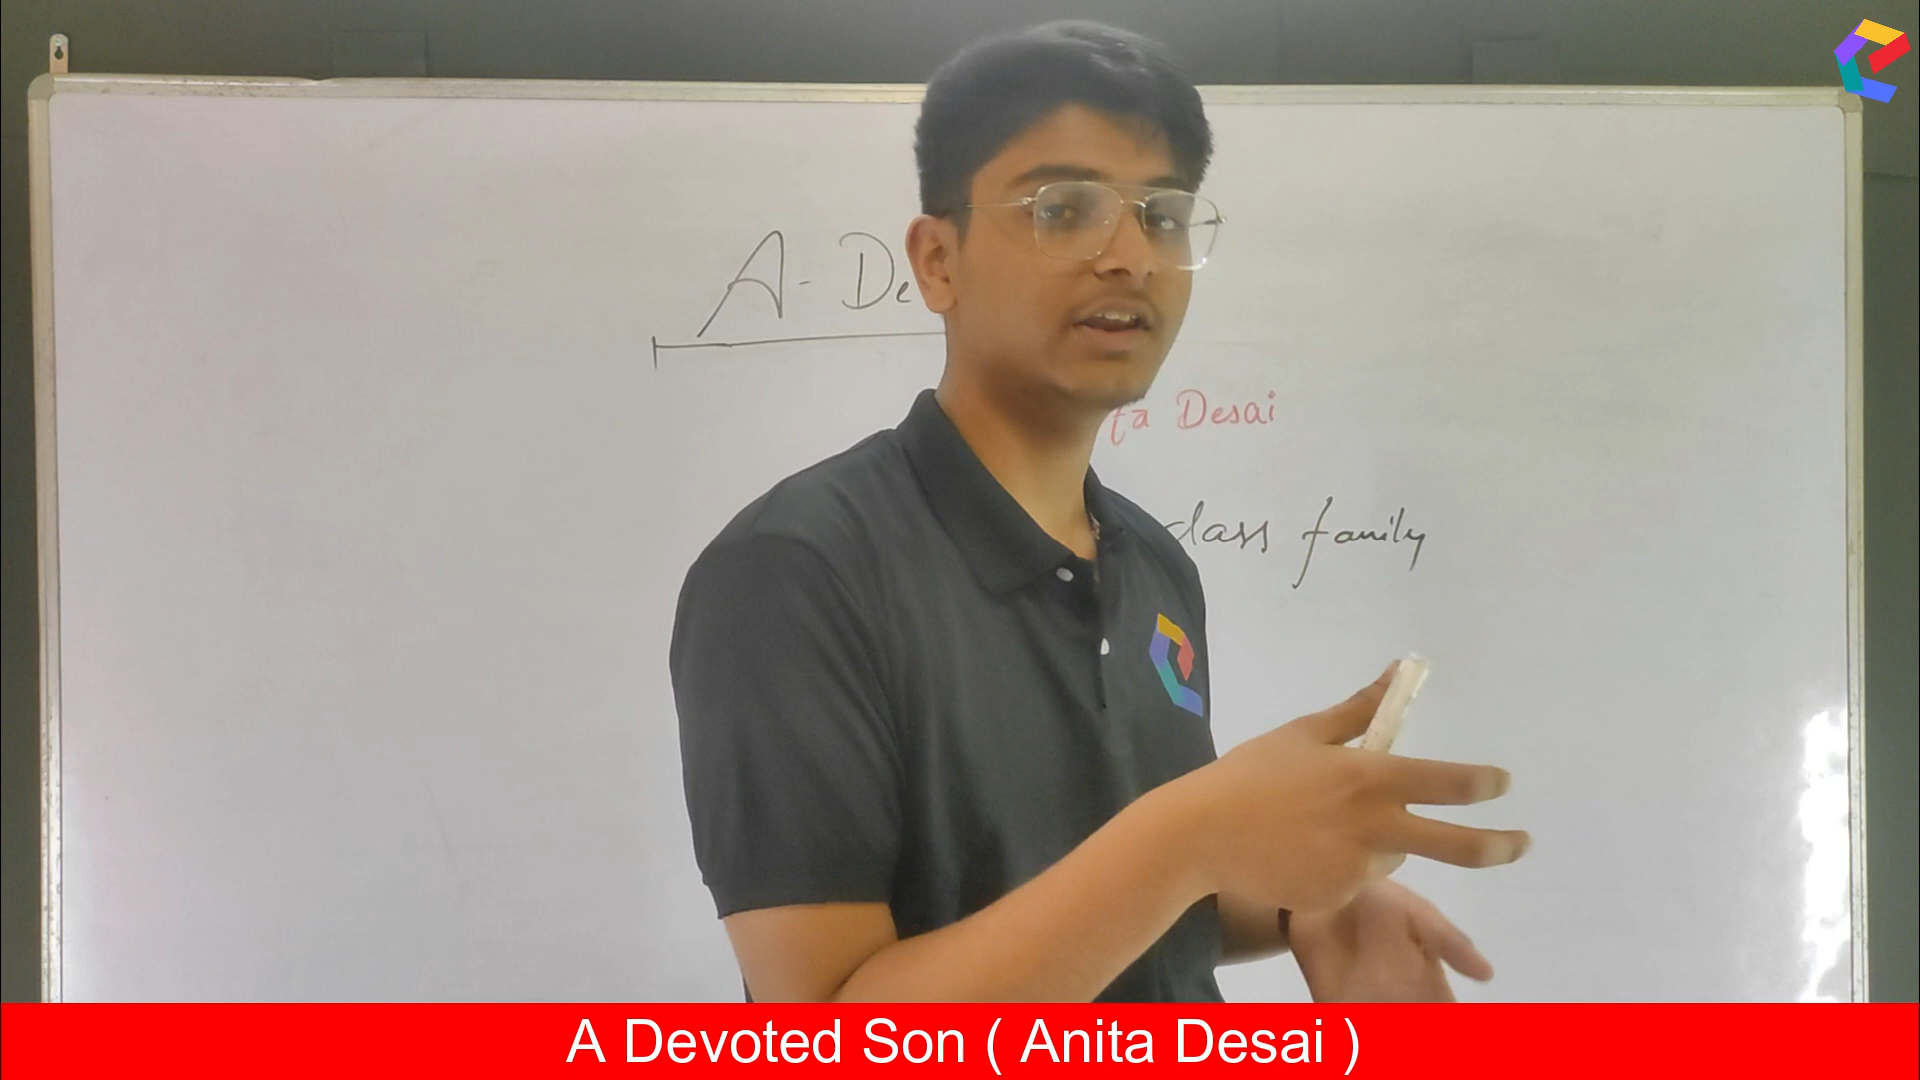 A- De
ta Desai
class family
A Devoted Son ( Anita Desai )